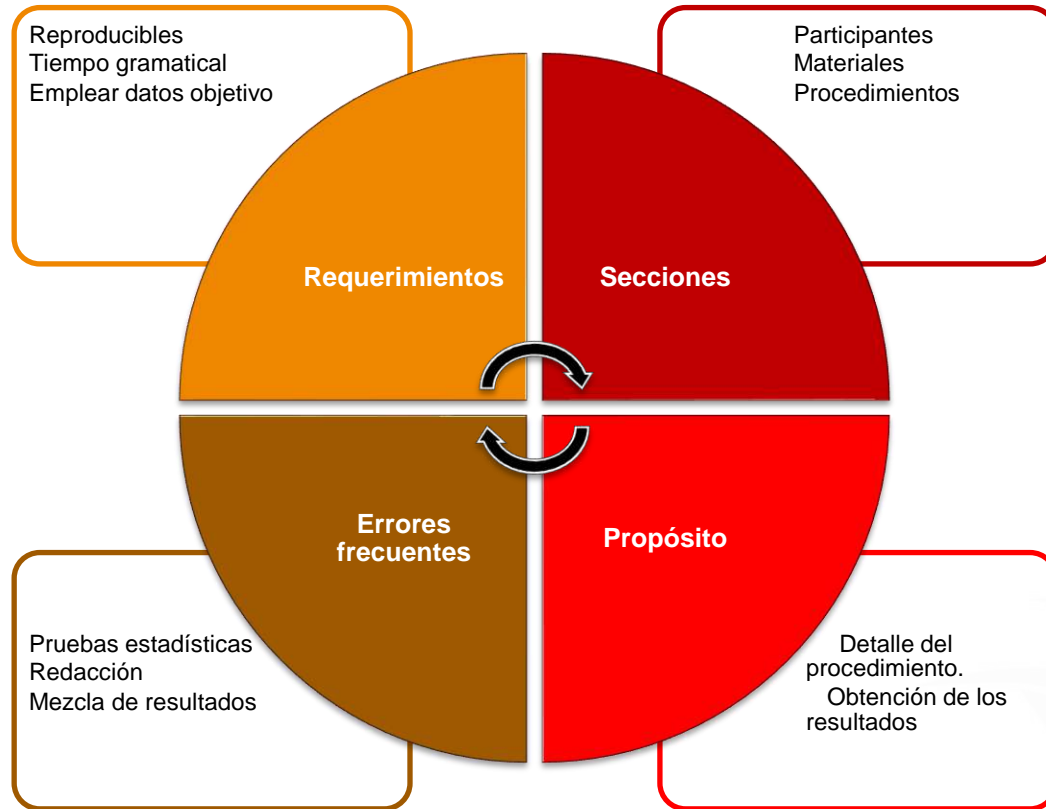 Reproducibles
Tiempo gramatical
Emplear datos objetivo
Participantes
Materiales
Procedimientos
Requerimientos
Secciones
Errores
frecuentes
Propósito
Pruebas estadísticas
Redacción
Mezcla de resultados
Detalle del
procedimiento.
Obtención de los
resultados